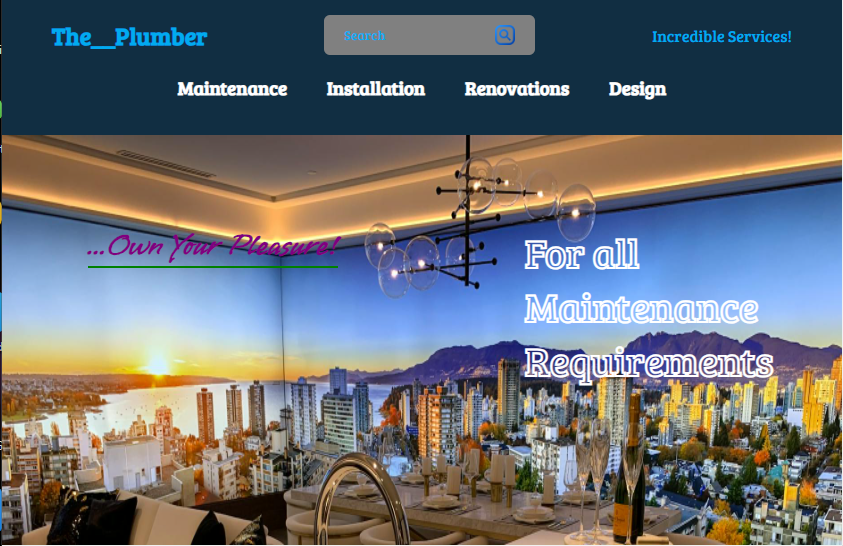 The__Plumber
Search
Incredible Services!
Maintenance Installation Renovations Design
...Own Your Pleasure!
For all
Maintenance
Requirements